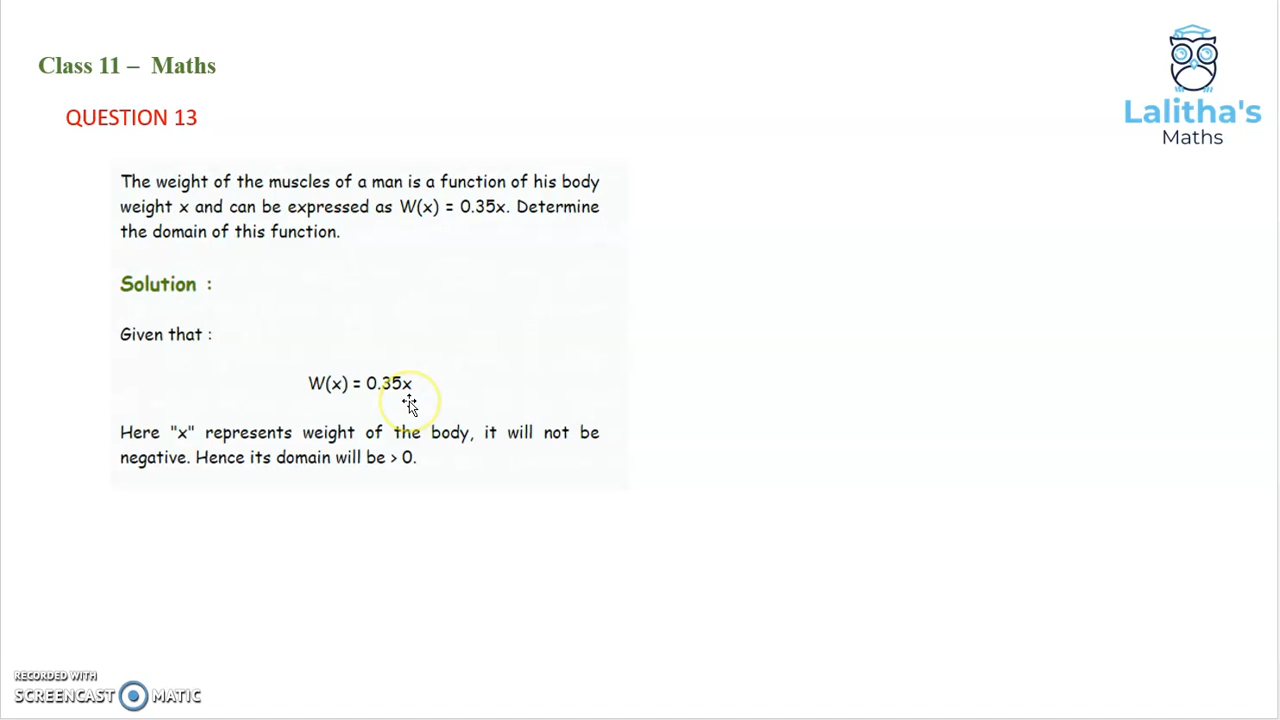 Class 11 – Maths
QUESTION 13
Lalitha's
Maths
The weight of the muscles of a man is a function of his body
weight x and can be expressed as W(x) = 0.35x. Determine
the domain of this function.
Solution :
Given that :
W(x) = 0.35x
Here "x" represents weight of the body, it will not be
negative. Hence its domain will be > 0.
RECORDED WITH
SCREENCAST MATIC